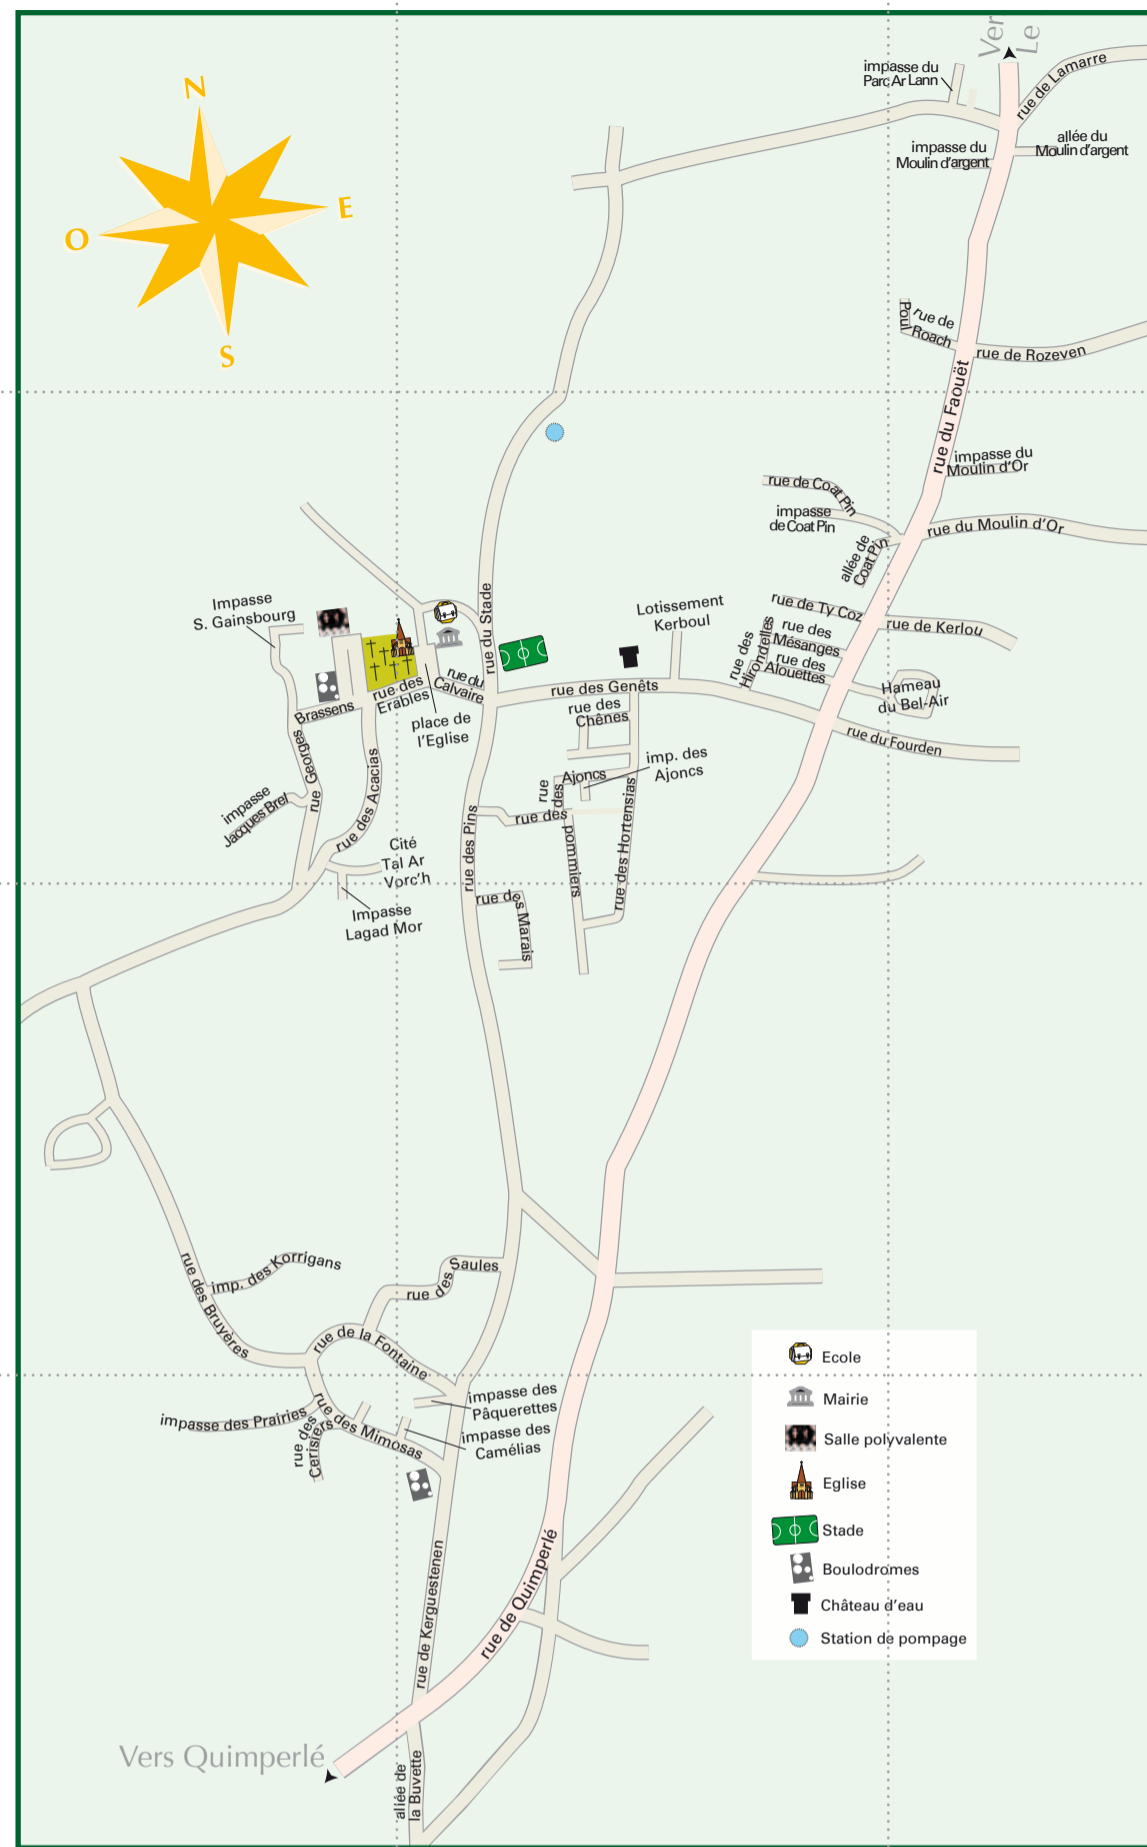 Ver
Le
N
E
O
S
impasse du
Parc Ar Lann
rue de Lamarre
allée du
Moulin d'argent
impasse du
Moulin d'argent
rue de
Poul Roach
rue de Rozeven
rue du Faouët
impasse du
Moulin d'Or
rue de Coat Pin
impasse
de Coat Pin
rue du Moulin d'Or
allée de
Coat Pin
rue de Ty Coz
rue de Kerlou
rue des
Mésanges
rue des
Hirondelles
rue des
Alouettes
Hameau
du Bel-Air
rue du Fourden
Lotissement
Kerboul
Impasse
S. Gainsbourg
rue du Stade
rue du
Calvaire
rue des
Erables
place de
l'Eglise
rue des Genêts
rue des
Chênes
imp. des
Ajoncs
rue des Ajoncs
rue Georges Brassens
impasse
Jacques Brel
rue des Acacias
rue des Pins
rue des pommiers
rue des Hortensias
Cité
Tal Ar
Vorc'h
Impasse
Lagad Mor
rue des Marais
rue des Saules
imp. des Korrigans
rue des Bruyères
rue de la Fontaine
impasse des
Pâquerettes
impasse des
Camélias
impasse des Prairies
rue des Mimosas
rue des
Cerisiers
rue de Kerguestenen
rue de Quimperlé
Vers Quimperlé
allée de
la Buvette
Ecole
Mairie
Salle polyvalente
Eglise
Stade
Boulodromes
Château d'eau
Station de pompage